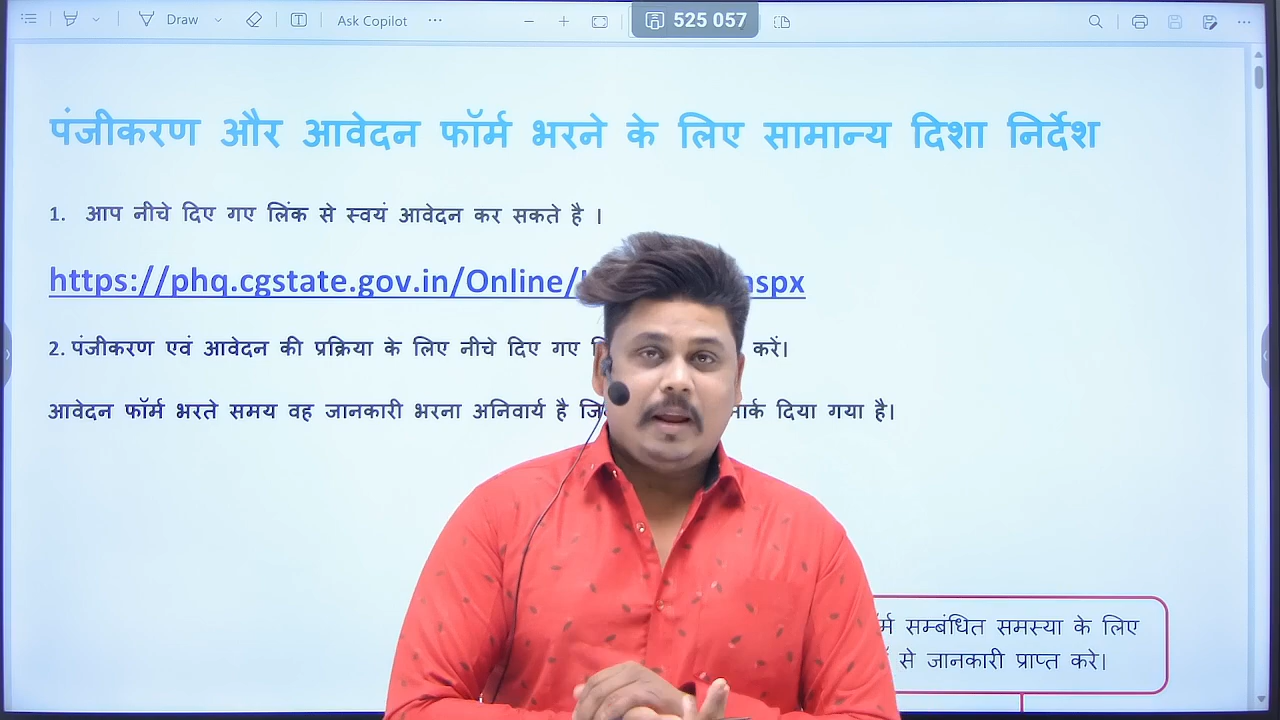 Draw
Ask Copilot
525 057
पंजीकरण और आवेदन फॉर्म भरने के लिए सामान्य दिशा निर्देश
1. आप नीचे दिए गए लिंक से स्वयं आवेदन कर सकते है ।
https://phq.cgstate.gov.in/Online/ aspx
2. पंजीकरण एवं आवेदन की प्रक्रिया के लिए नीचे दिए गए करें।
आवेदन फॉर्म भरते समय वह जानकारी भरना अनिवार्य है दिया गया है।
सम्बंधित समस्या के लिए
से जानकारी प्राप्त करे।